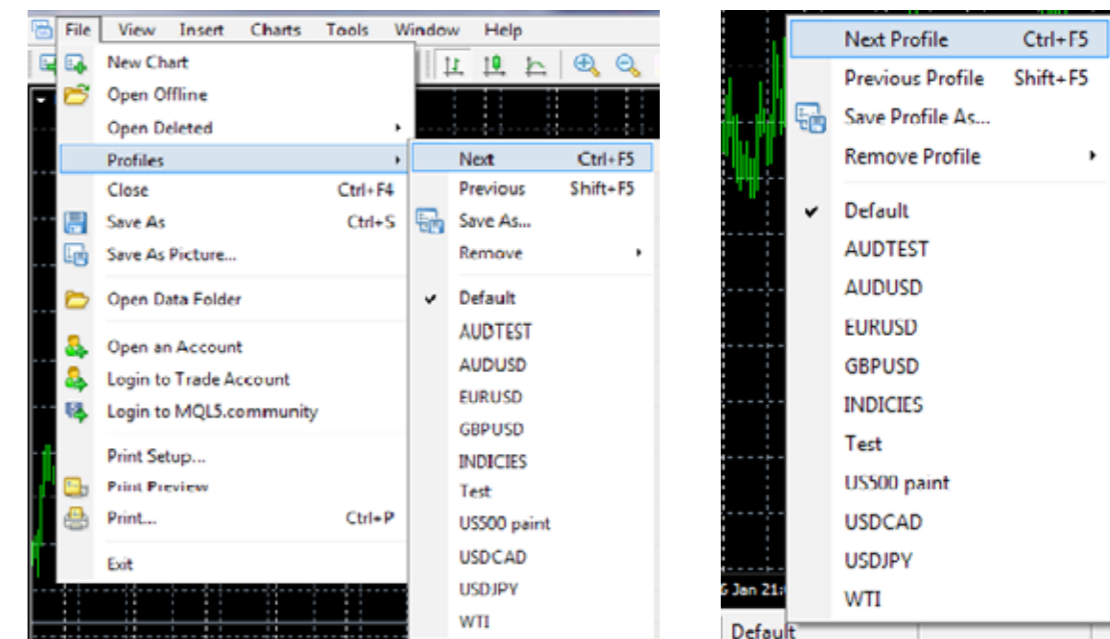 File View Insert Charts Tools Window Help
New Chart
Open Offline
Open Deleted
Profiles
Close Ctrl+F4
Save As Ctrl+S
Save As Picture...
Open Data Folder
Open an Account
Login to Trade Account
Login to MQL5.community
Print Setup...
Print Preview
Print... Ctrl+P
Exit
Next Ctrl+F5
Previous Shift+F5
Save As...
Remove
Default
AUDTEST
AUDUSD
EURUSD
GBPUSD
INDICIES
Test
US500 paint
USDCAD
USDJPY
WTI
Next Profile Ctrl+F5
Previous Profile Shift+F5
Save Profile As...
Remove Profile
Default
AUDTEST
AUDUSD
EURUSD
GBPUSD
INDICIES
Test
US500 paint
USDCAD
USDJPY
WTI
Jan
Default